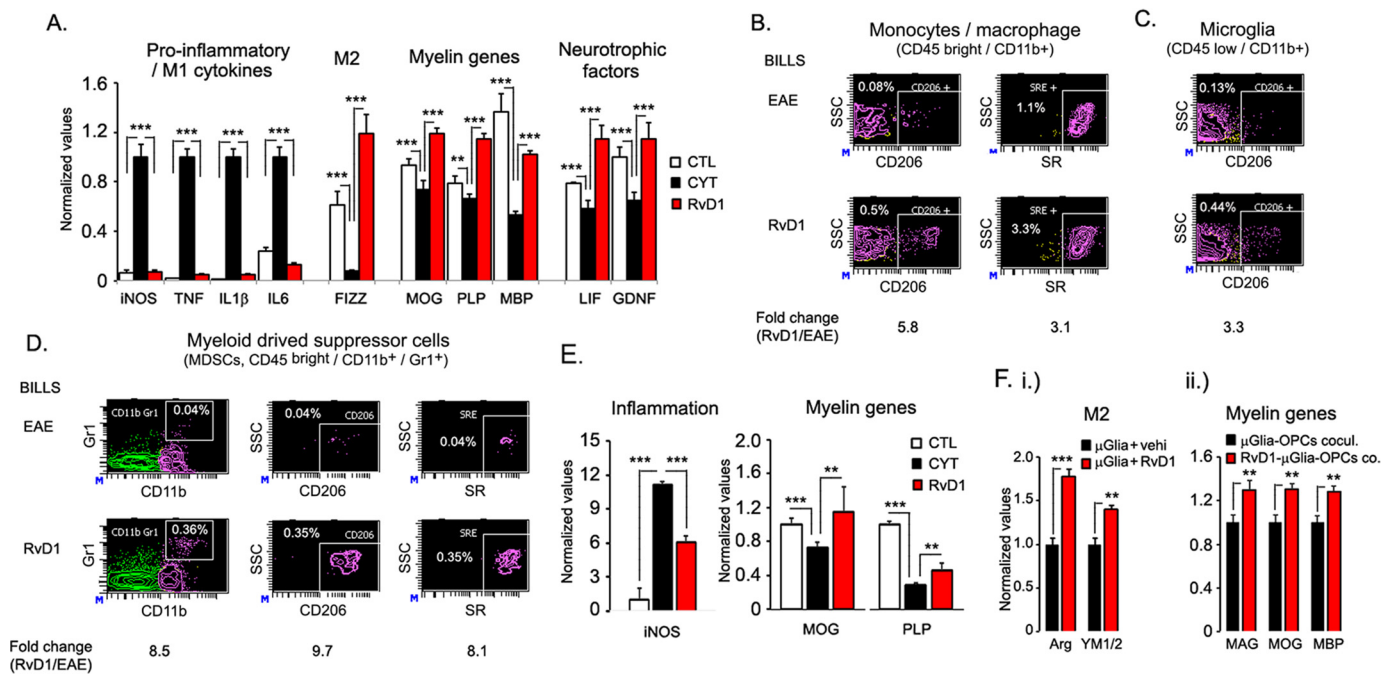 A.
Pro-inflammatory
/ M1 cytokines
M2
Myelin genes
Neurotrophic
factors
Normalized values
1.6
1.2
0.8
0.4
0
***
***
***
***
***
***
***
***
**
***
***
***
***
***
***
***
CTL
CYT
RvD1
iNOS
TNF
IL1β
IL6
FIZZ
MOG
PLP
MBP
LIF
GDNF
B.
Monocytes / macrophage
(CD45 bright / CD11b+)
BILLS
EAE
SSC
0.08%
CD206 +
M
CD206
SSC
SRE +
1.1%
M
SR
RvD1
SSC
0.5%
CD206 +
M
CD206
SSC
SRE +
3.3%
M
SR
Fold change
(RvD1/EAE)
5.8
3.1
C.
Microglia
(CD45 low / CD11b+)
SSC
0.13%
CD206 +
M
CD206
SSC
0.44%
CD206 +
M
CD206
3.3
D.
Myeloid drived suppressor cells
(MDSCs, CD45 bright / CD11b+ / Gr1+)
BILLS
EAE
Gr1
CD11b Gr1
0.04%
M
CD11b
SSC
0.04%
CD206
M
CD206
SSC
SRE
0.04%
M
SR
RvD1
Gr1
CD11b Gr1
0.36%
M
CD11b
SSC
0.35%
CD206
M
CD206
SSC
SRE
0.35%
M
SR
Fold change
(RvD1/EAE)
8.5
9.7
8.1
E.
Inflammation
Normalized values
15
12
9
6
3
0
***
***
iNOS
Myelin genes
Normalized values
2.0
1.6
1.2
0.8
0.4
0
***
**
***
**
CTL
CYT
RvD1
MOG
PLP
F. i.)
M2
μGlia + vehi
μGlia + RvD1
Normalized values
2.0
1.5
1.0
0.5
0
***
**
Arg
YM1/2
ii.)
Myelin genes
μGlia-OPCs cocul.
RvD1-μGlia-OPCs co.
1.6
1.2
0.8
0.4
0
**
**
**
MAG
MOG
MBP